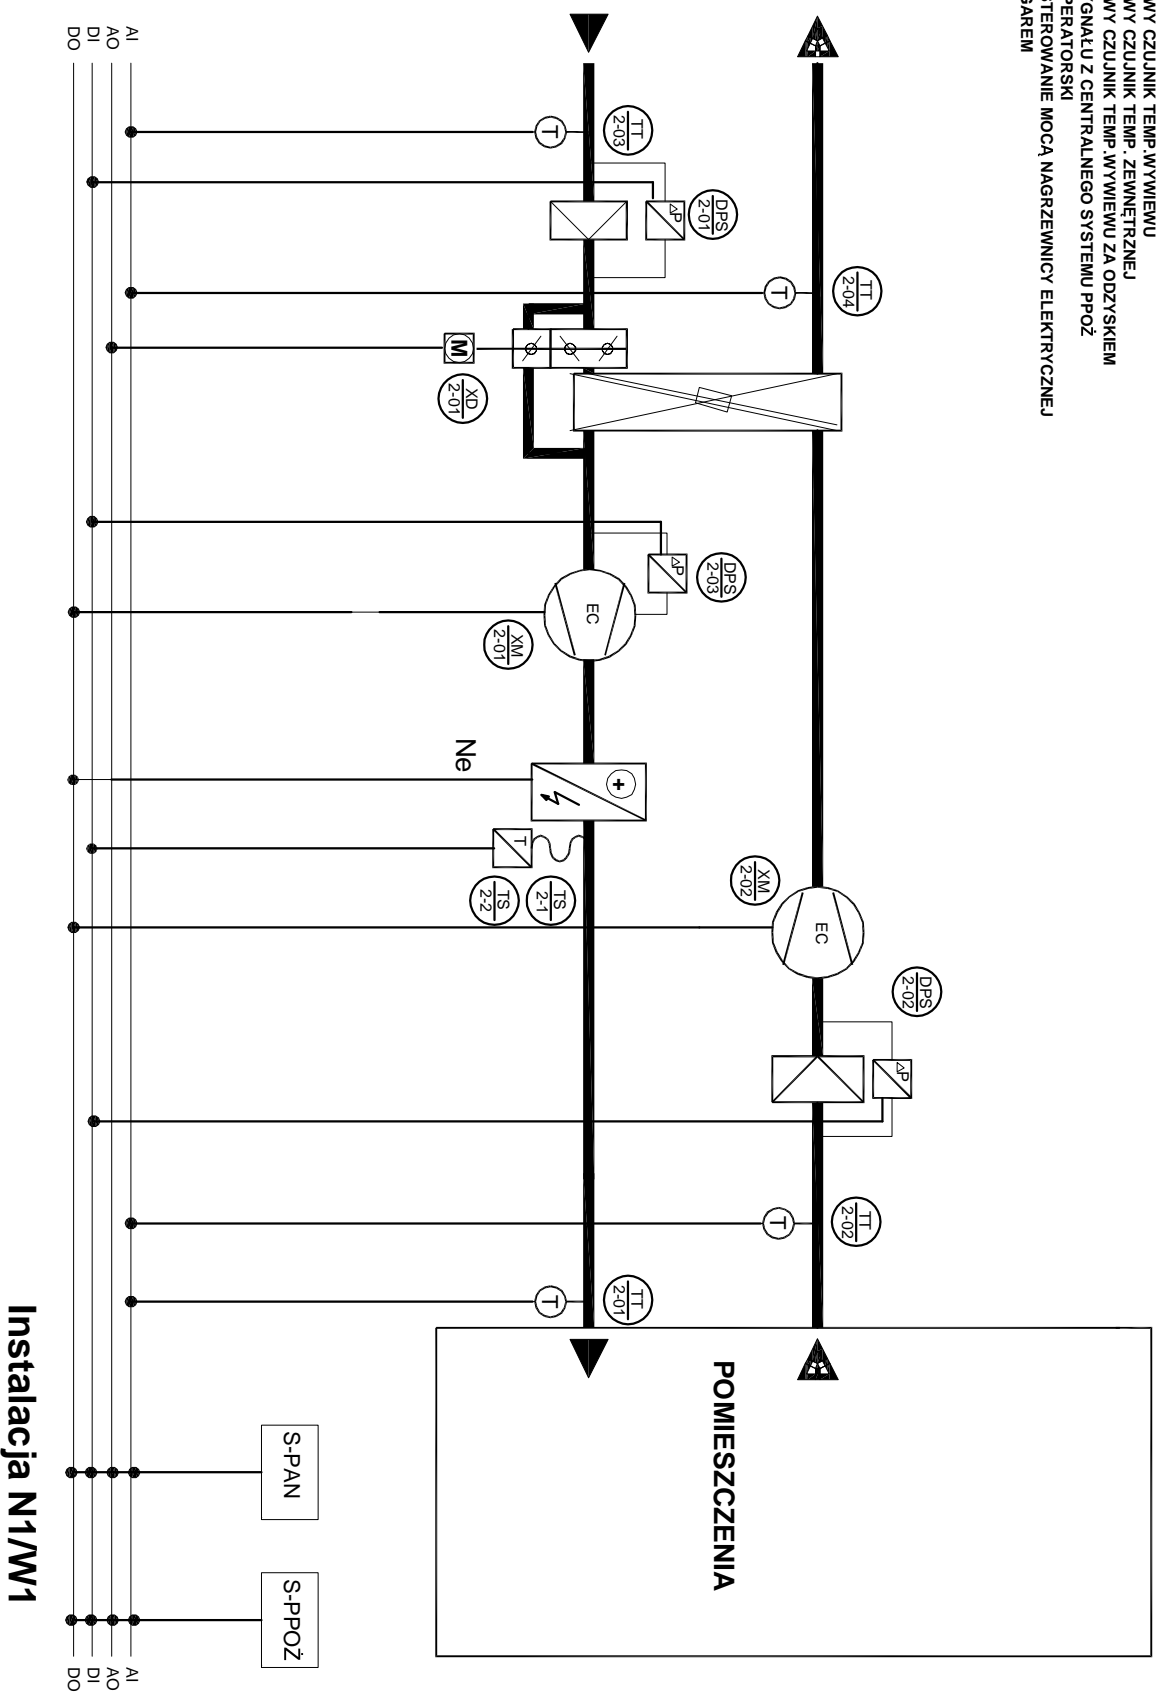 WY CZUJNIK TEMP.WYWIEWU
WY CZUJNIK TEMP. ZEWNĘTRZNEJ
WY CZUJNIK TEMP.WYWIEWU ZA ODZYSKIEM
YGNAŁU Z CENTRALNEGO SYSTEMU PPOŻ
PERATORSKI
STEROWANIE MOCĄ NAGRZEWNICY ELEKTRYCZNEJ
GAREM
TT
2-04
XM
2-02
EC
DPS
2-02
ΔP
TT
2-02
T
T
DPS
2-01
ΔP
TT
2-03
T
DPS
2-03
ΔP
EC
XM
2-01
M
XD
2-01
Ne
+
T
TS
2-1
TS
2-2
TT
2-01
T
POMIESZCZENIA
S-PAN
S-PPOŻ
AI
AO
DI
DO
AI
AO
DI
DO
Instalacja N1/W1